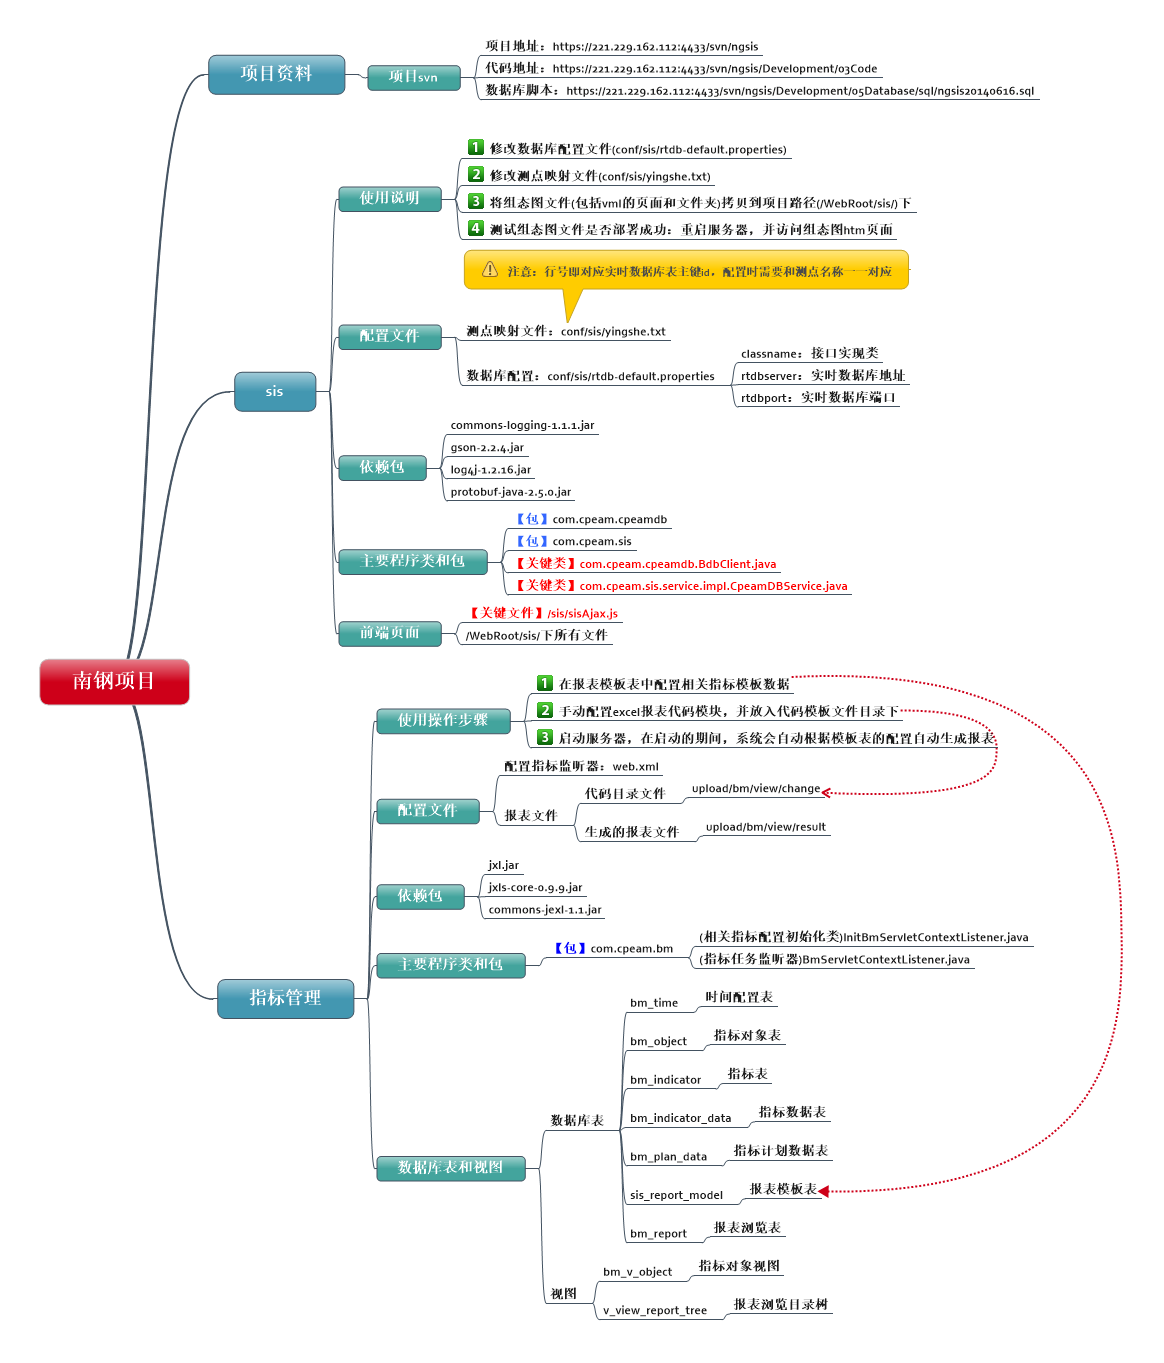 南钢项目
项目资料
项目svn
项目地址：https://221.229.162.112:4433/svn/ngsis
代码地址：https://221.229.162.112:4433/svn/ngsis/Development/03Code
数据库脚本：https://221.229.162.112:4433/svn/ngsis/Development/05Database/sql/ngsis20140616.sql
sis
使用说明
1 修改数据库配置文件(conf/sis/rtdb-default.properties)
2 修改测点映射文件(conf/sis/yingshe.txt)
3 将组态图文件(包括vml的页面和文件夹)拷贝到项目路径(/WebRoot/sis/)下
4 测试组态图文件是否部署成功：重启服务器，并访问组态图htm页面
注意：行号即对应实时数据库表主键id，配置时需要和测点名称一一对应
配置文件
测点映射文件：conf/sis/yingshe.txt
数据库配置：conf/sis/rtdb-default.properties
classname：接口实现类
rtdbserver：实时数据库地址
rtdbport：实时数据库端口
依赖包
commons-logging-1.1.1.jar
gson-2.2.4.jar
log4j-1.2.16.jar
protobuf-java-2.5.0.jar
主要程序类和包
【包】com.cpeam.cpeamdb
【包】com.cpeam.sis
【关键类】com.cpeam.cpeamdb.BdbClient.java
【关键类】com.cpeam.sis.service.impl.CpeamDBService.java
前端页面
【关键文件】/sis/sisAjax.js
/WebRoot/sis/下所有文件
指标管理
使用操作步骤
1 在报表模板表中配置相关指标模板数据
2 手动配置excel报表代码模块，并放入代码模板文件目录下
3 启动服务器，在启动的期间，系统会自动根据模板表的配置自动生成报表
配置文件
配置指标监听器：web.xml
报表文件
代码目录文件
upload/bm/view/change
生成的报表文件
upload/bm/view/result
依赖包
jxl.jar
jxls-core-0.9.9.jar
commons-jexl-1.1.jar
主要程序类和包
【包】com.cpeam.bm
(相关指标配置初始化类)InitBmServletContextListener.java
(指标任务监听器)BmServletContextListener.java
数据库表和视图
数据库表
bm_time
时间配置表
bm_object
指标对象表
bm_indicator
指标表
bm_indicator_data
指标数据表
bm_plan_data
指标计划数据表
sis_report_model
报表模板表
bm_report
报表浏览表
视图
bm_v_object
指标对象视图
v_view_report_tree
报表浏览目录树